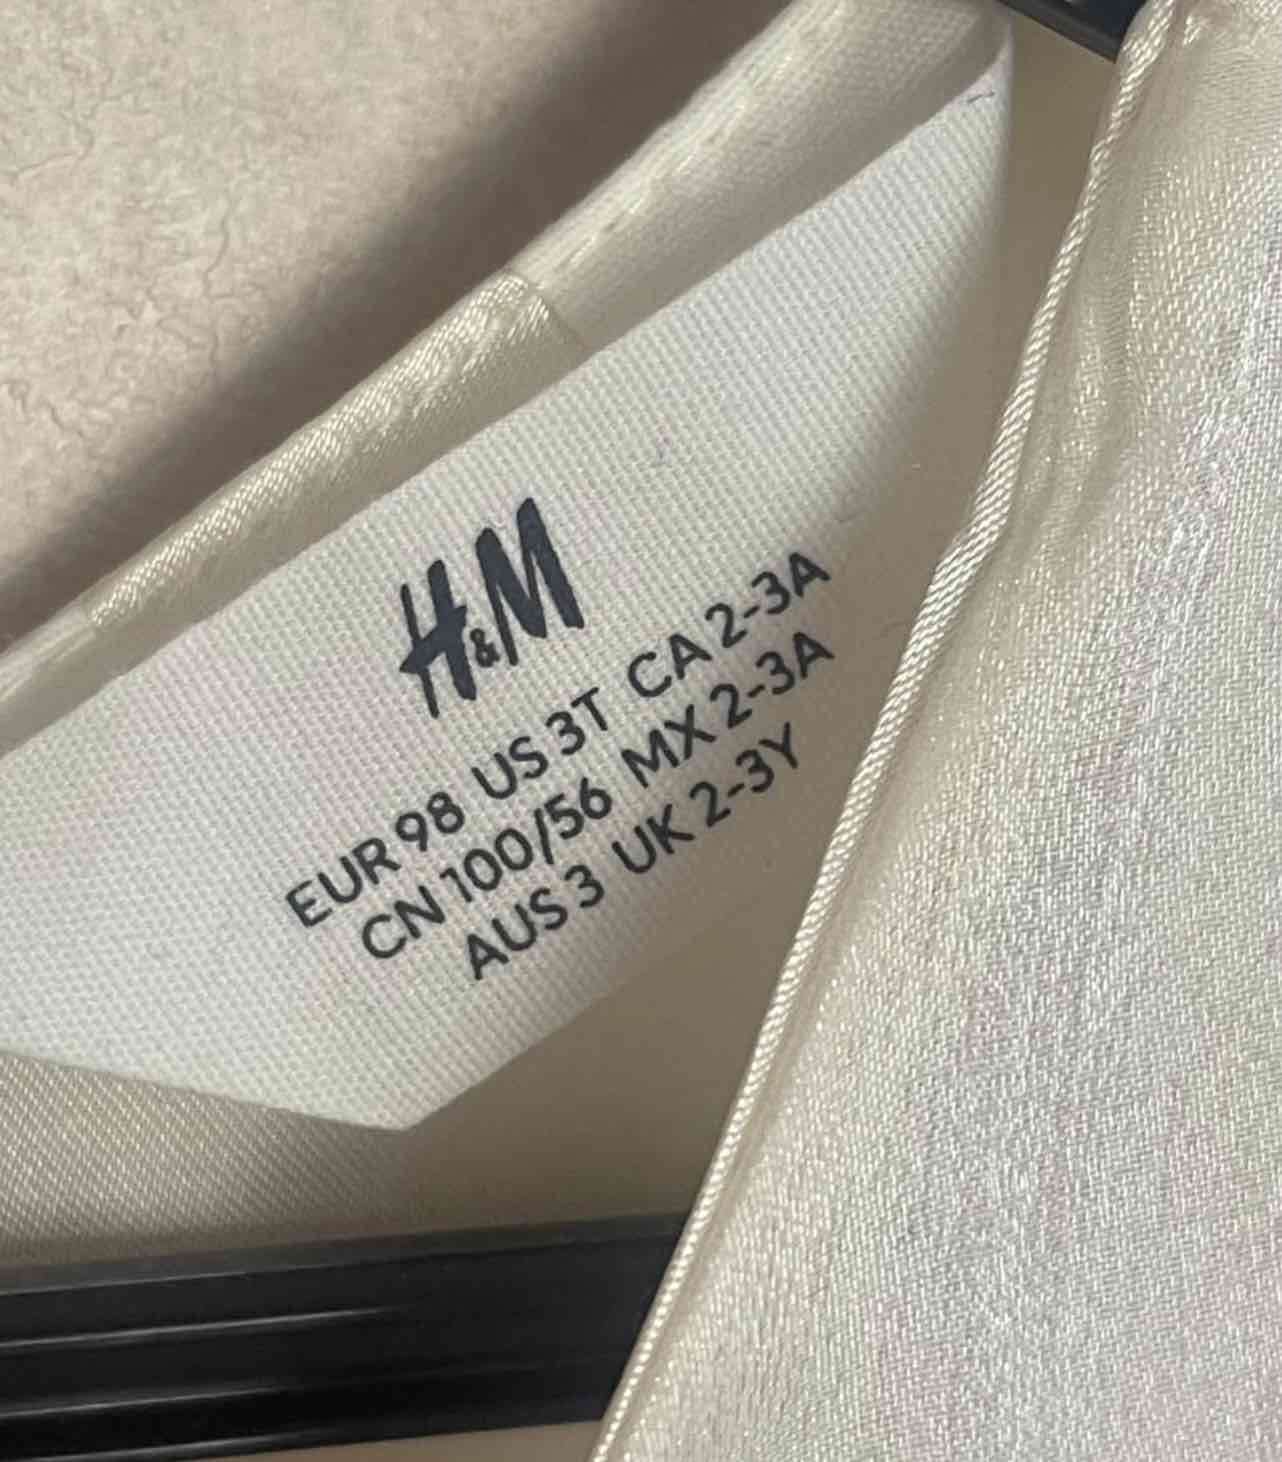 H&M
EUR 98 US 3T CA 2-3A
CN 100/56 MX 2-3A
AUS 3 UK 2-3Y